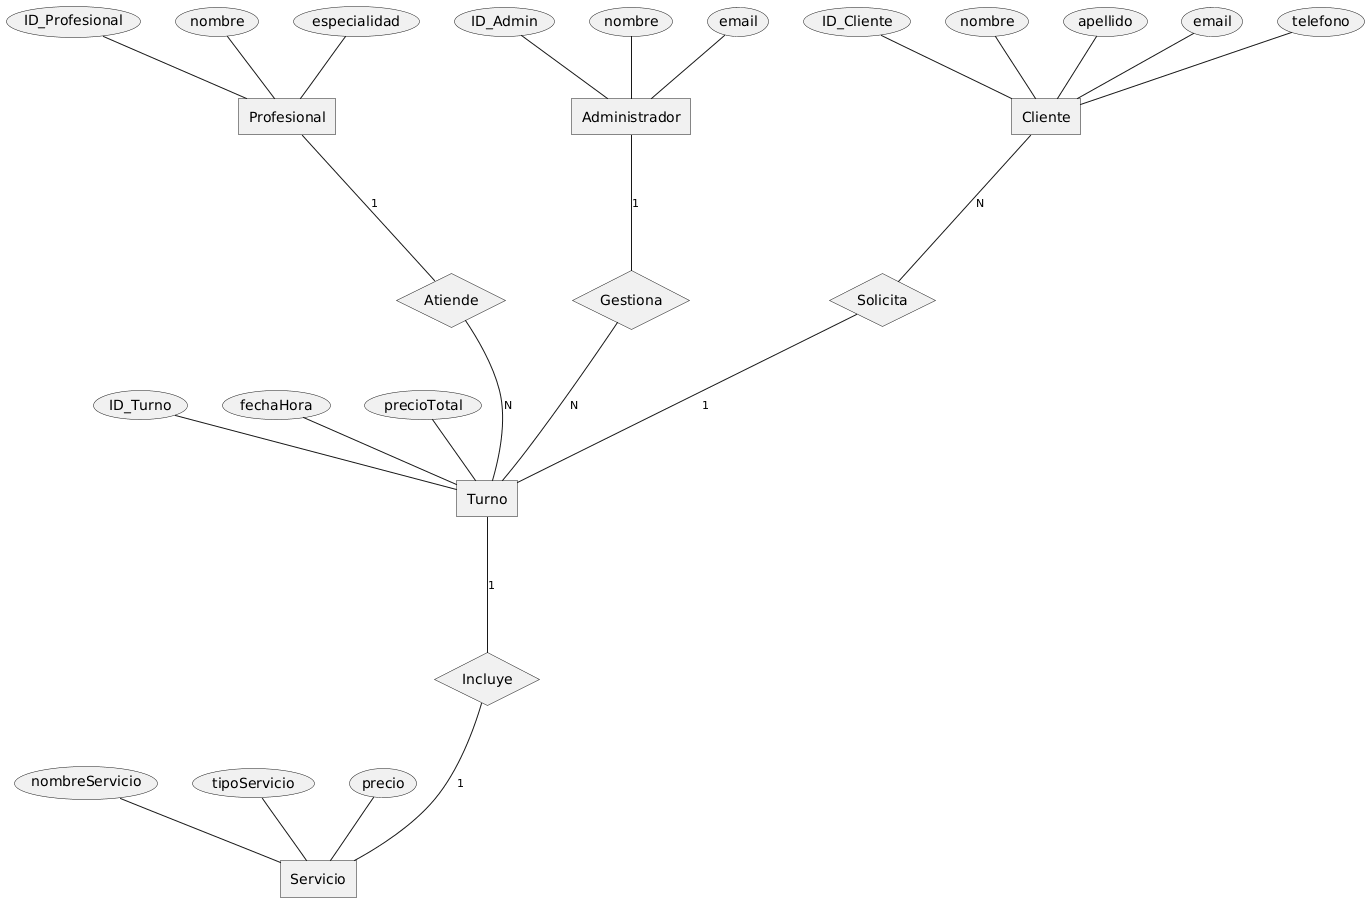 ID_Profesional
nombre
especialidad
ID_Admin
nombre
email
ID_Cliente
nombre
apellido
email
telefono
Profesional
Administrador
Cliente
1
1
N
Atiende
Gestiona
Solicita
ID_Turno
fechaHora
precioTotal
N
N
1
Turno
1
Incluye
nombreServicio
tipoServicio
precio
1
Servicio